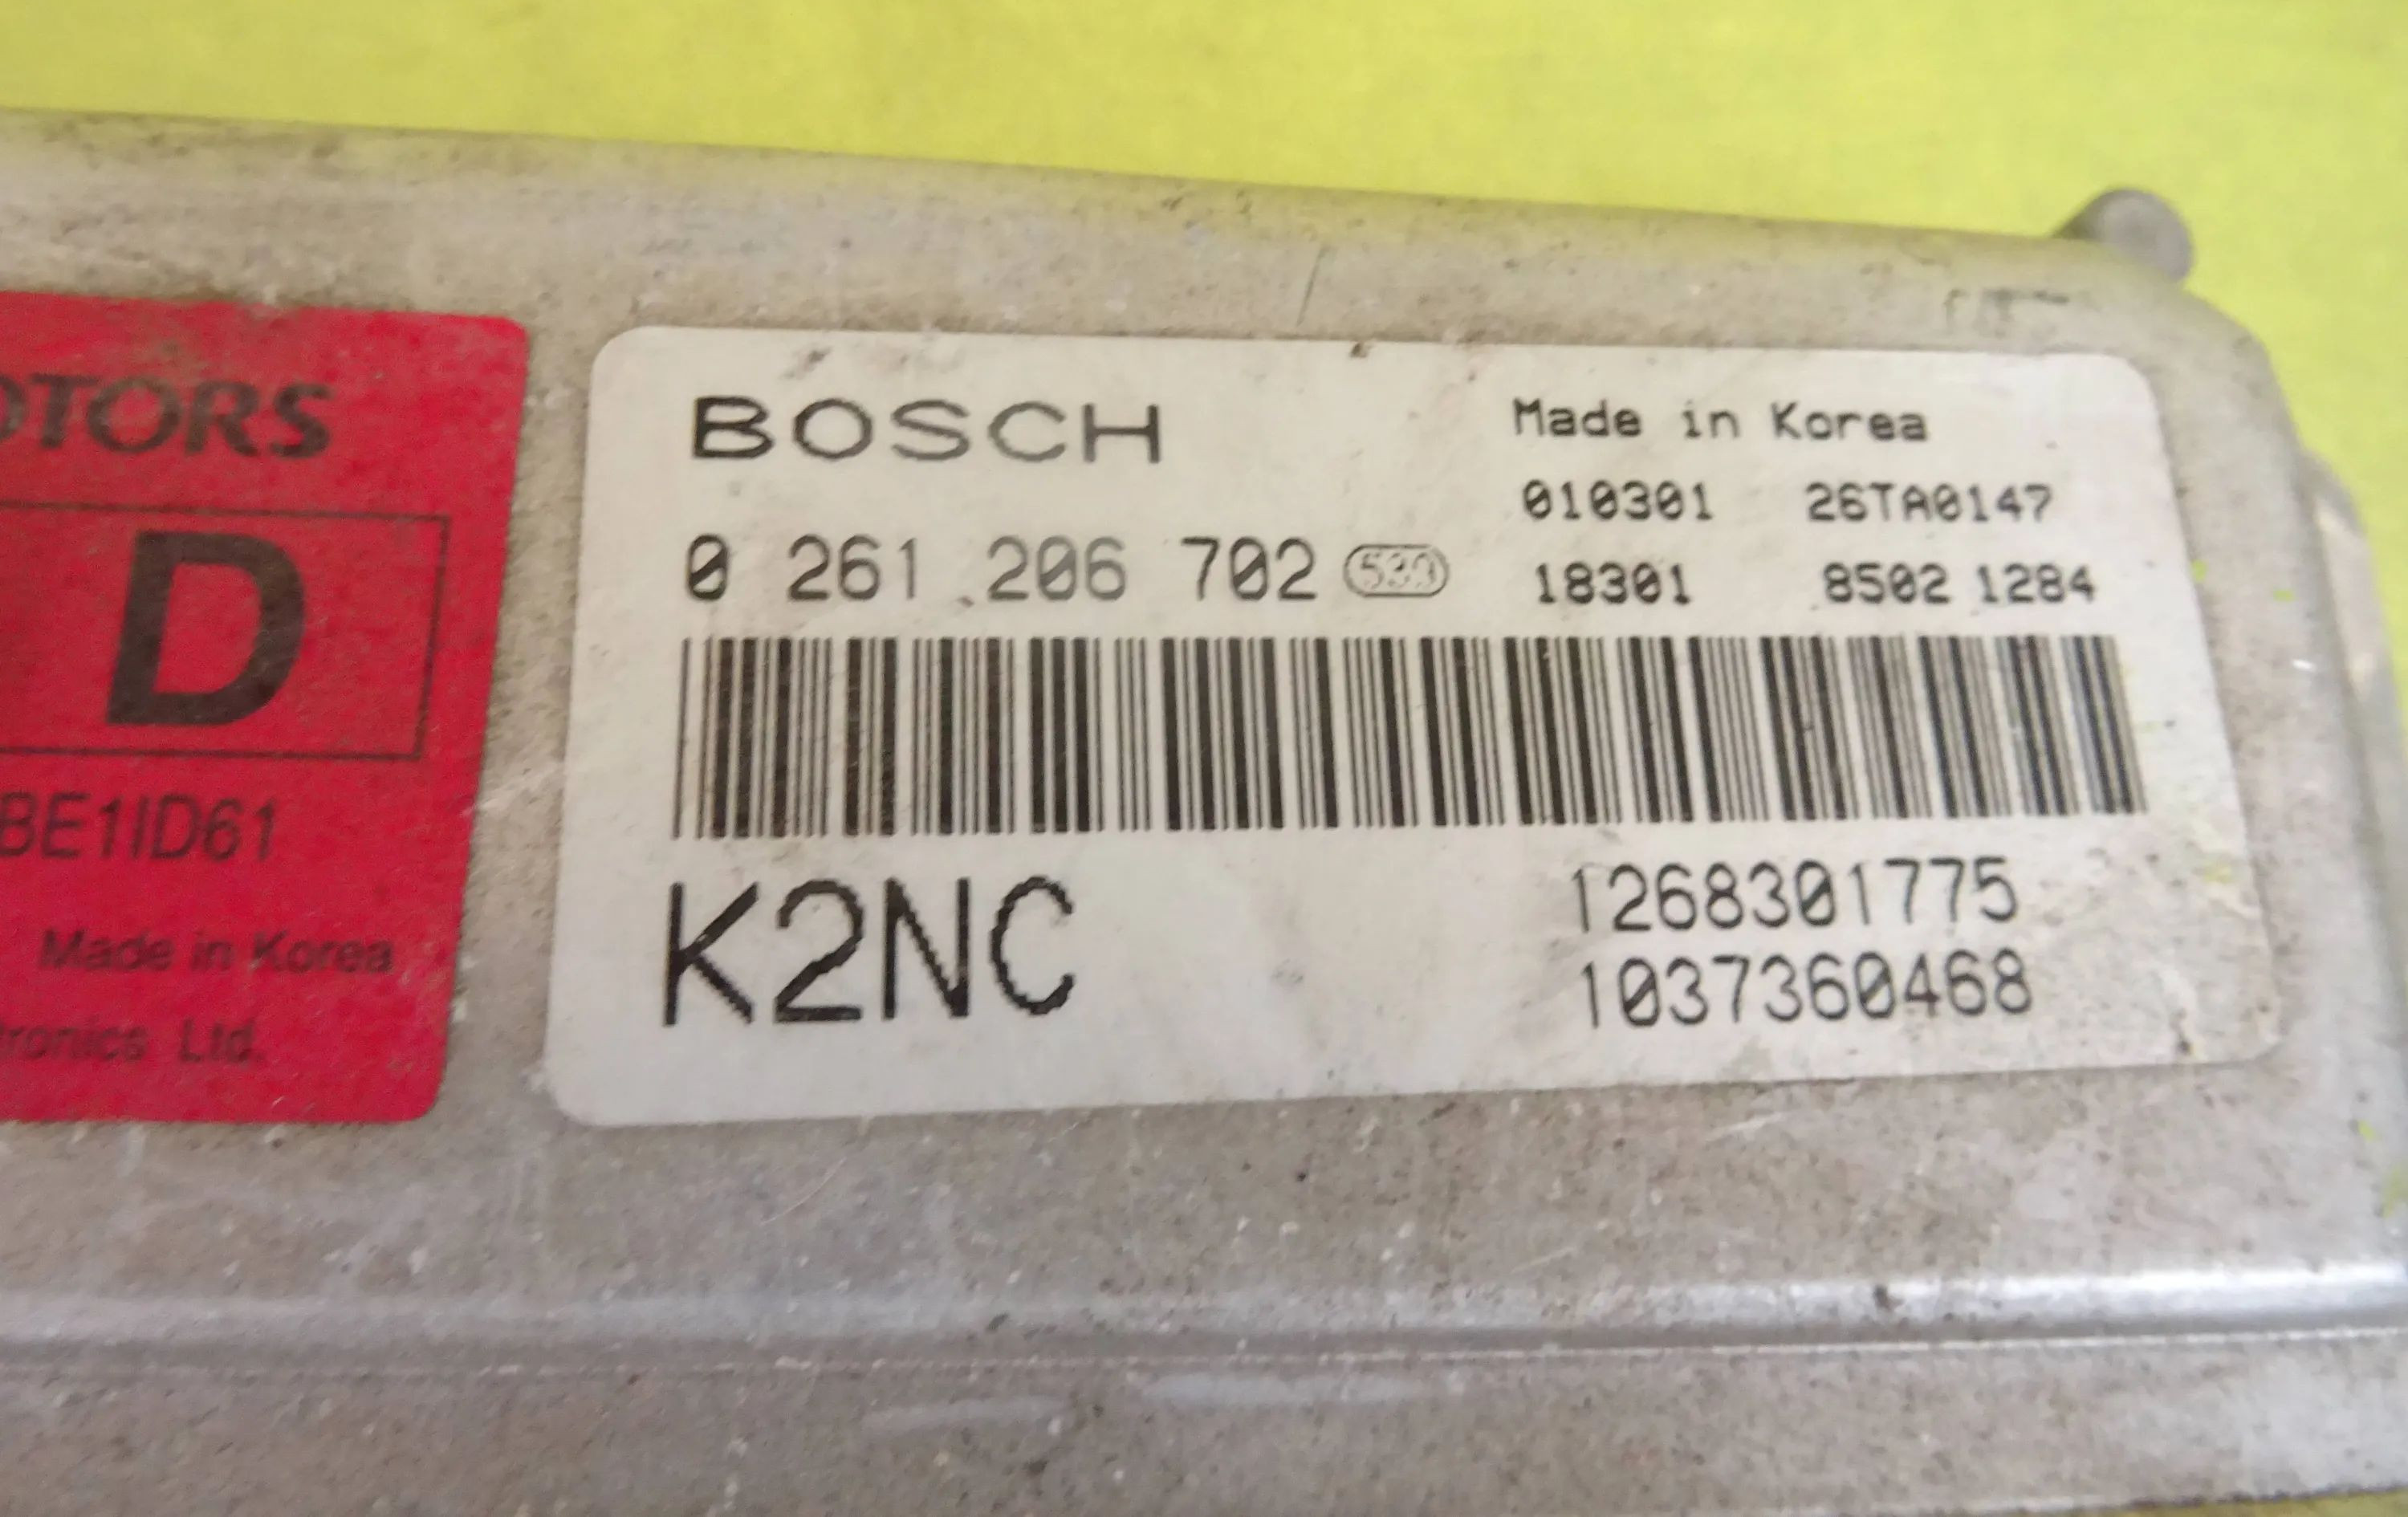 OTORS
D
BE1ID61
Made in Korea
tronics Ltd.
BOSCH
Made in Korea
010301 26TA0147
0 261 206 702
18301 8502 1284
K2NC
1268301775
1037360468